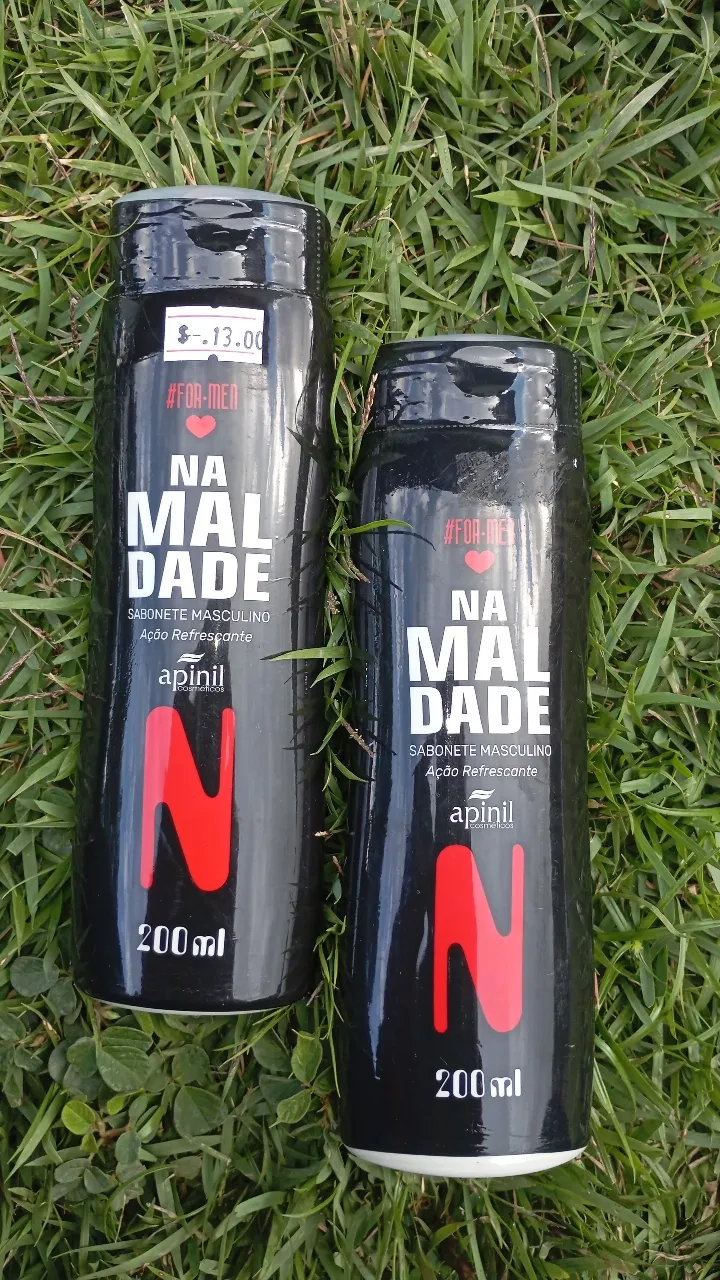 $-.13.00
#FOR-MEN
NA
MAL
DADE
SABONETE MASCULINO
Ação Refrescante
apinil
cosméticos
N
200ml
#FOR-MEN
NA
MAL
DADE
SABONETE MASCULINO
Ação Refrescante
apinil
cosméticos
N
200ml